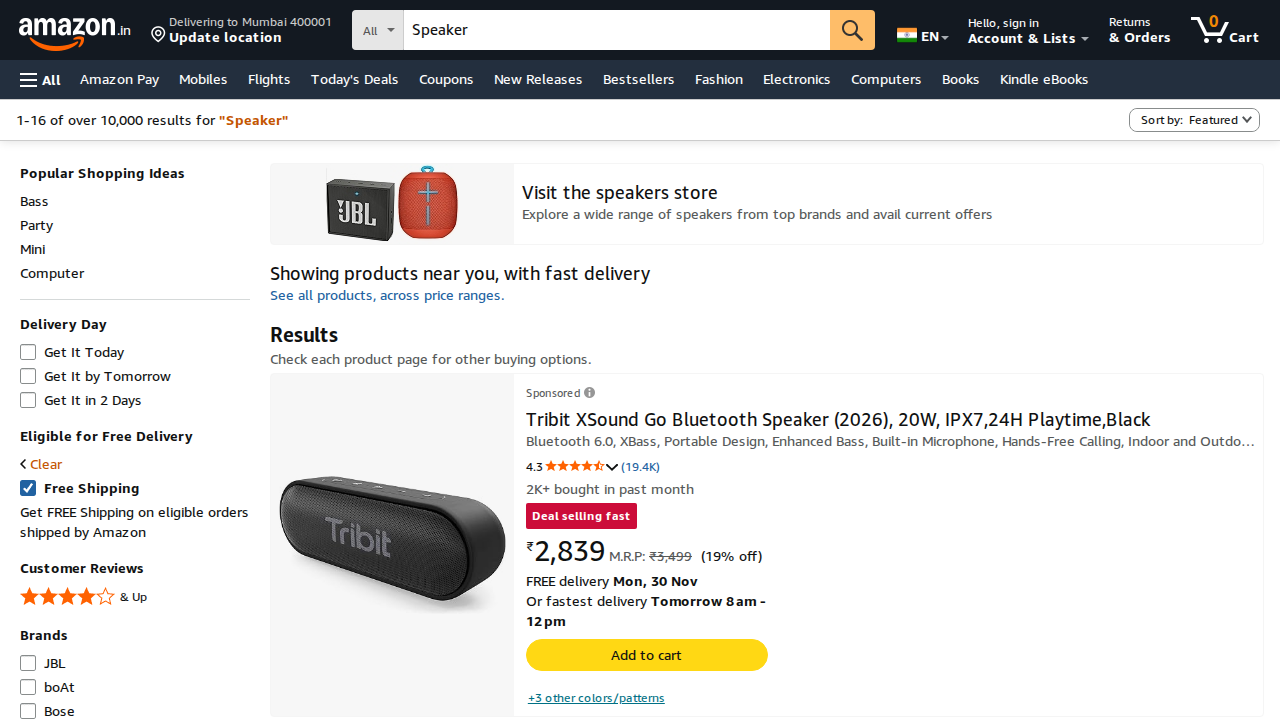 amazon.in
Delivering to Mumbai 400001
Update location
All
Speaker
EN
Hello, sign in
Account & Lists
Returns
& Orders
0
Cart
All
Amazon Pay
Mobiles
Flights
Today's Deals
Coupons
New Releases
Bestsellers
Fashion
Electronics
Computers
Books
Kindle eBooks
1-16 of over 10,000 results for "Speaker"
Sort by: Featured
Popular Shopping Ideas
Bass
Party
Mini
Computer
Delivery Day
Get It Today
Get It by Tomorrow
Get It in 2 Days
Eligible for Free Delivery
Clear
Free Shipping
Get FREE Shipping on eligible orders
shipped by Amazon
Customer Reviews
& Up
Brands
JBL
boAt
Bose
JBL
Visit the speakers store
Explore a wide range of speakers from top brands and avail current offers
Showing products near you, with fast delivery
See all products, across price ranges.
Results
Check each product page for other buying options.
Tribit
Sponsored
Tribit XSound Go Bluetooth Speaker (2026), 20W, IPX7,24H Playtime,Black
Bluetooth 6.0, XBass, Portable Design, Enhanced Bass, Built-in Microphone, Hands-Free Calling, Indoor and Outdo…
4.3 (19.4K)
2K+ bought in past month
Deal selling fast
₹2,839 M.R.P: ₹3,499 (19% off)
FREE delivery Mon, 30 Nov
Or fastest delivery Tomorrow 8 am -
12 pm
Add to cart
+3 other colors/patterns